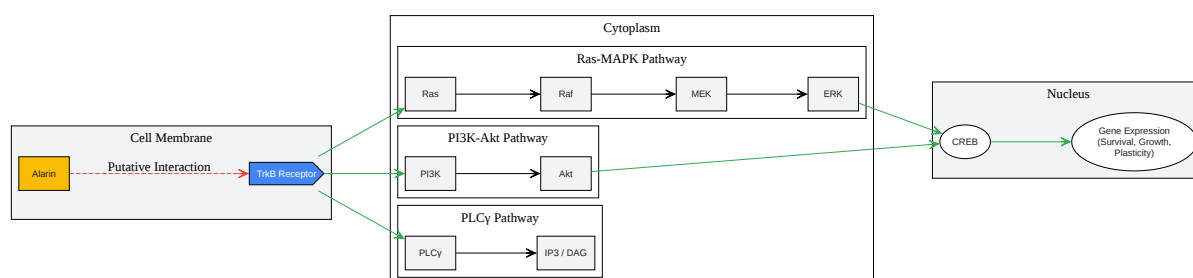 Cytoplasm
Ras-MAPK Pathway
Ras
Raf
MEK
ERK
Nucleus
Cell Membrane
PI3K-Akt Pathway
Gene Expression
(Survival, Growth,
Plasticity)
CREB
Putative Interaction
Alarin
TrkB Receptor
PI3K
Akt
PLCγ Pathway
PLCγ
IP3 / DAG